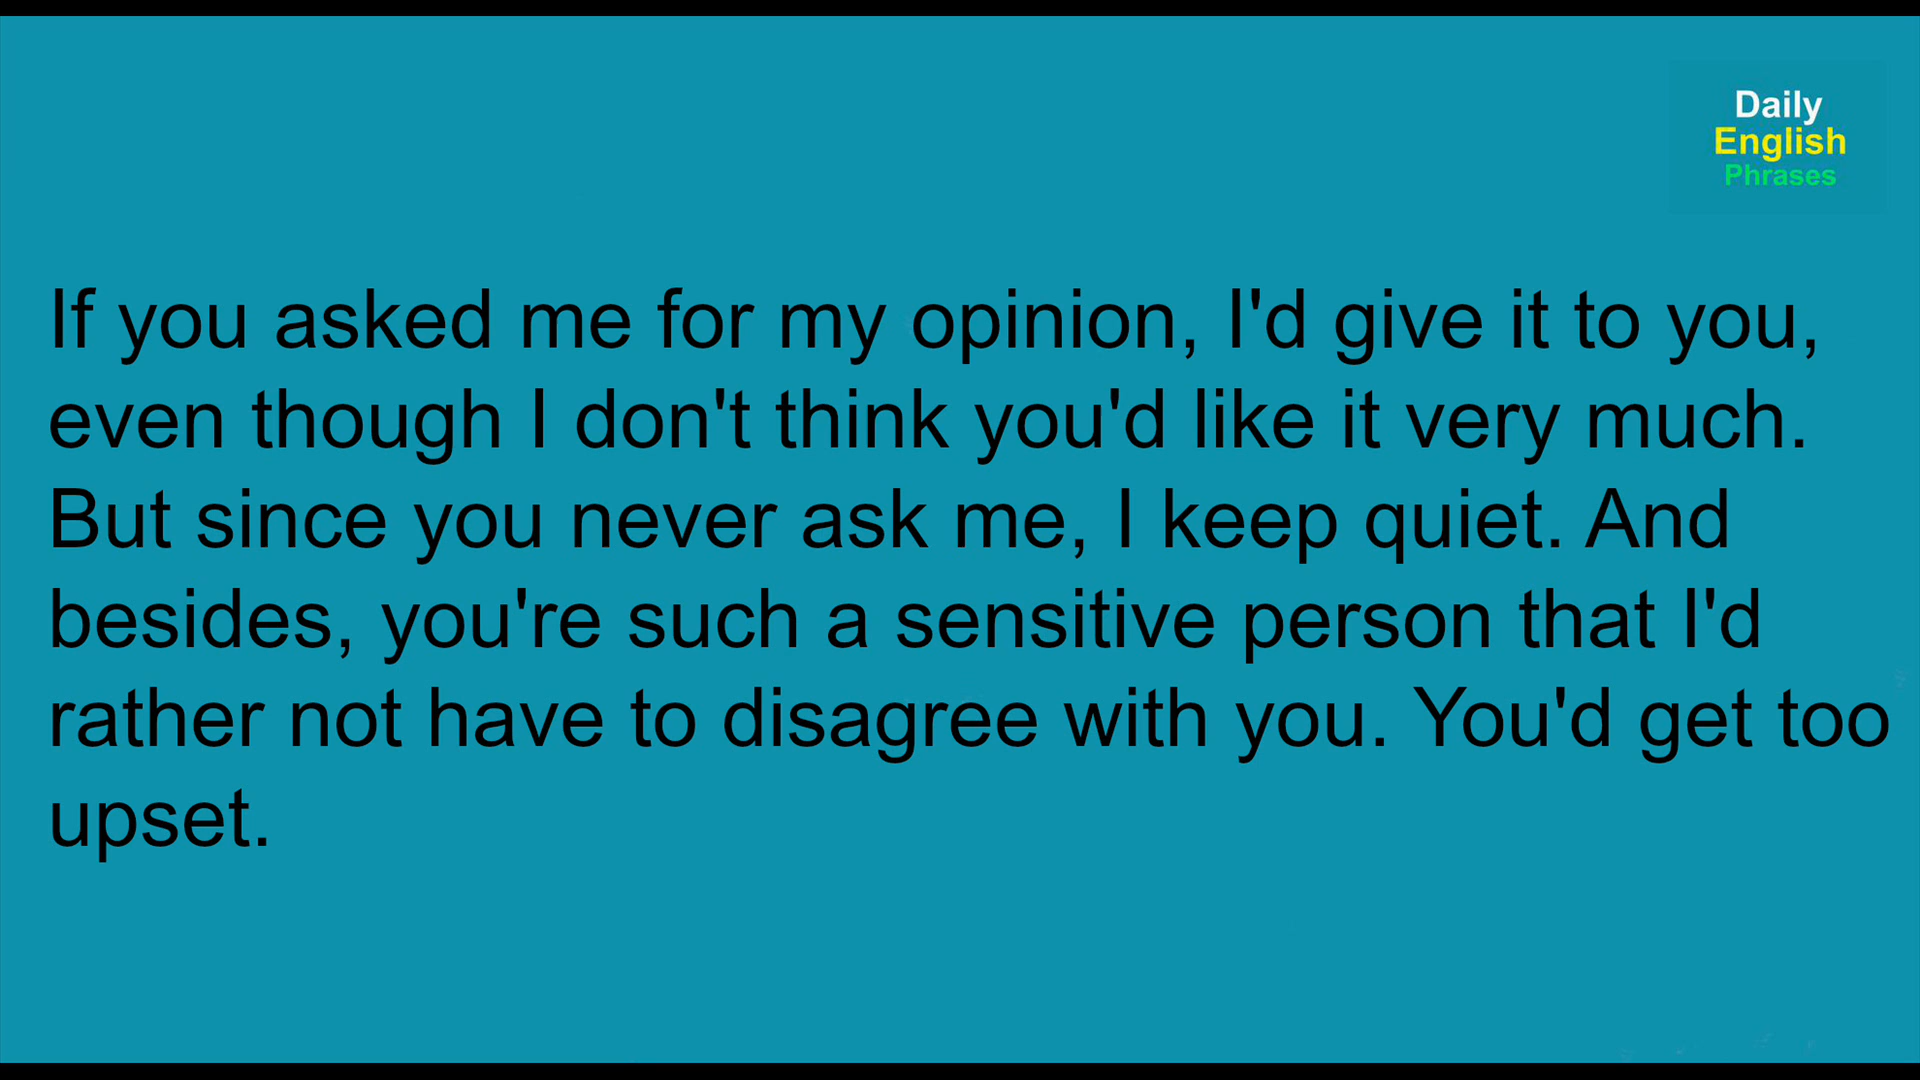 Daily
English
Phrases
If you asked me for my opinion, I'd give it to you,
even though I don't think you'd like it very much.
But since you never ask me, I keep quiet. And
besides, you're such a sensitive person that I'd
rather not have to disagree with you. You'd get too
upset.